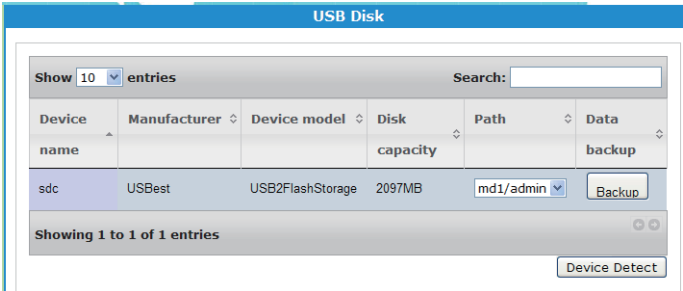 USB Disk
Show 10 entries Search:
Device name Manufacturer Device model Disk capacity Path Data backup
sdc USBest USB2FlashStorage 2097MB md1/admin Backup
Showing 1 to 1 of 1 entries
Device Detect